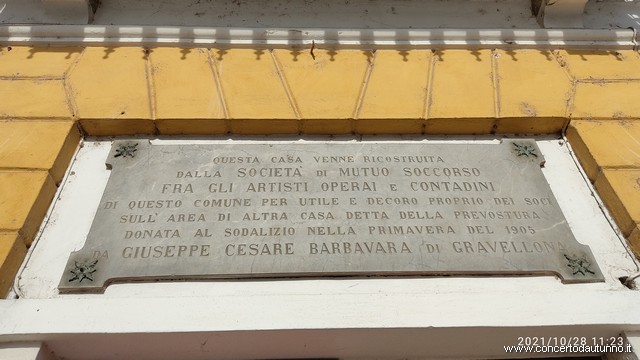 QUESTA CASA VENNE RICOSTRUITA
DALLA SOCIETA' DI MUTUO SOCCORSO
FRA GLI ARTISTI OPERAI E CONTADINI
DI QUESTO COMUNE PER UTILE E DECORO PROPRIO DEI SOCI
SULL' AREA DI ALTRA CASA DETTA DELLA PREVOSTURA
DONATA AL SODALIZIO NELLA PRIMAVERA DEL 1905
DA GIUSEPPE CESARE BARBAVARA DI GRAVELLONA
2021/10/28 11:23
www.concertodautunno.it